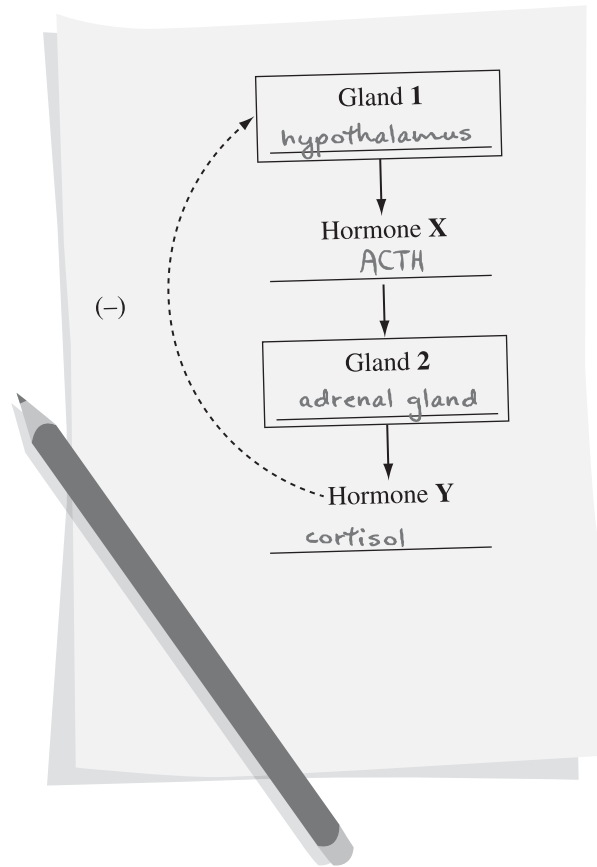 Gland 1
hypothalamus
Hormone X
ACTH
(–)
Gland 2
adrenal gland
Hormone Y
cortisol